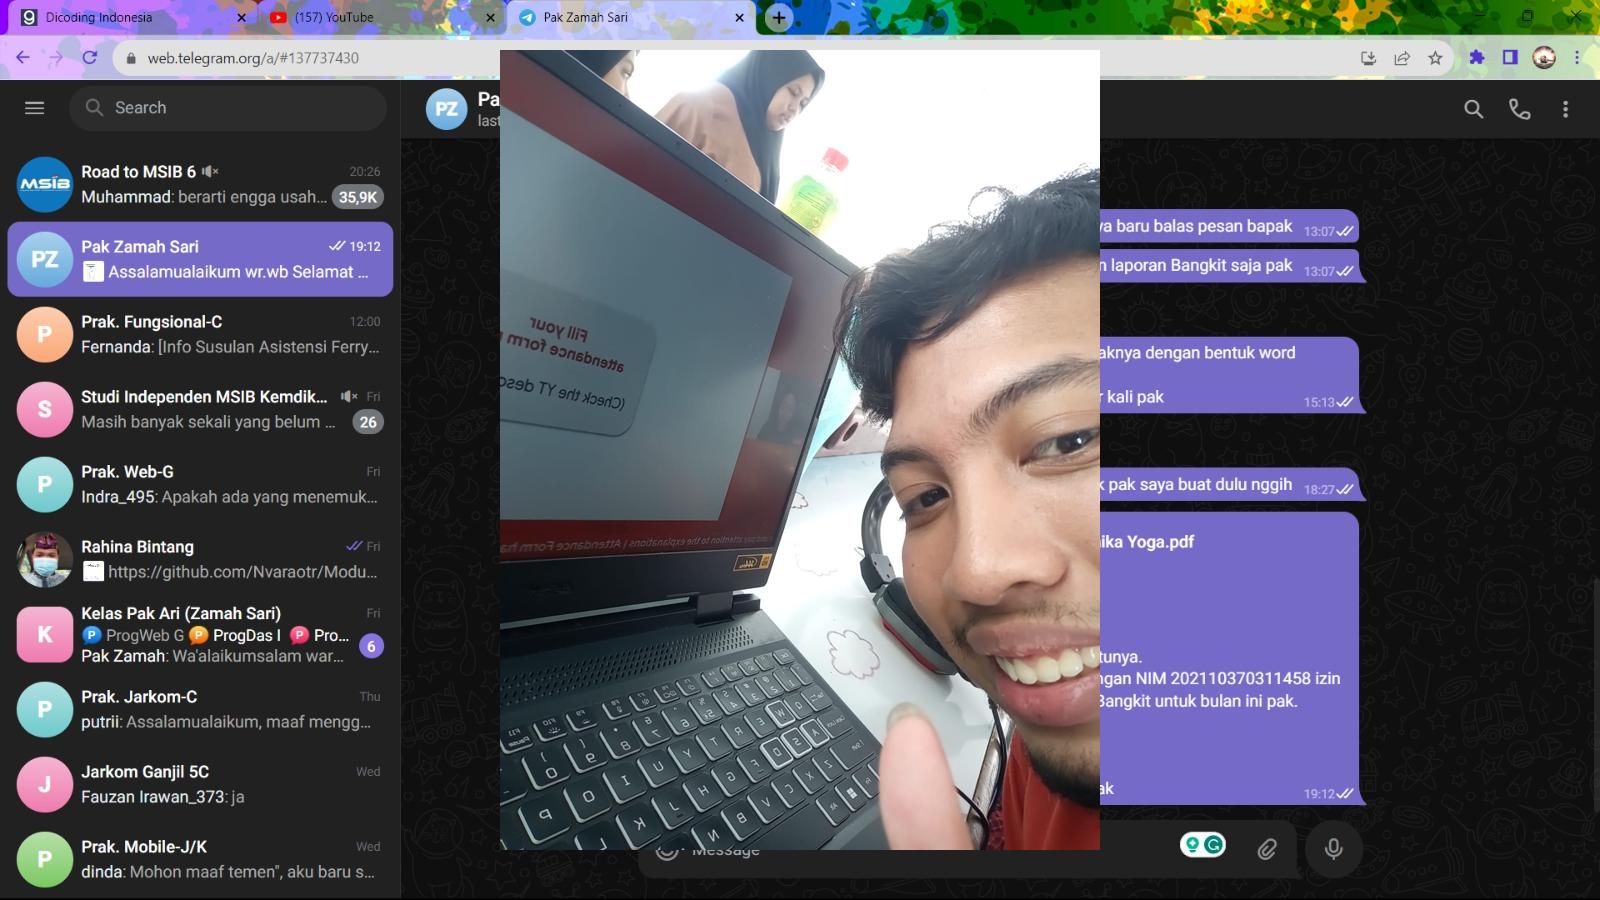 Dicoding Indonesia
(157) YouTube
Pak Zamah Sari
web.telegram.org/a/#137737430
Search
MSIB
Road to MSIB 6
20:26
Muhammad: berarti engga usah...
35,9K
PZ
Pak Zamah Sari
19:12
Assalamualaikum wr.wb Selamat ...
P
Prak. Fungsional-C
12:00
Fernanda: [Info Susulan Asistensi Ferry...
S
Studi Independen MSIB Kemdik...
Fri
Masih banyak sekali yang belum ...
26
P
Prak. Web-G
Fri
Indra_495: Apakah ada yang menemuk...
Rahina Bintang
Fri
https://github.com/Nvaraotr/Modu...
K
Kelas Pak Ari (Zamah Sari)
Fri
P ProgWeb G P ProgDas I P Pro...
Pak Zamah: Wa'alaikumsalam war...
6
P
Prak. Jarkom-C
Thu
putrii: Assalamualaikum, maaf mengg...
J
Jarkom Ganjil 5C
Wed
Fauzan Irawan_373: ja
P
Prak. Mobile-J/K
Wed
dinda: Mohon maaf temen", aku baru s...
PZ
Pa
last
Fill your
attendance form
(Check the YT desc
ya baru balas pesan bapak
13:07
n laporan Bangkit saja pak
13:07
aknya dengan bentuk word
r kali pak
15:13
k pak saya buat dulu nggih
18:27
ika Yoga.pdf
tunya.
ngan NIM 202110370311458 izin
Bangkit untuk bulan ini pak.
ak
19:12
Message